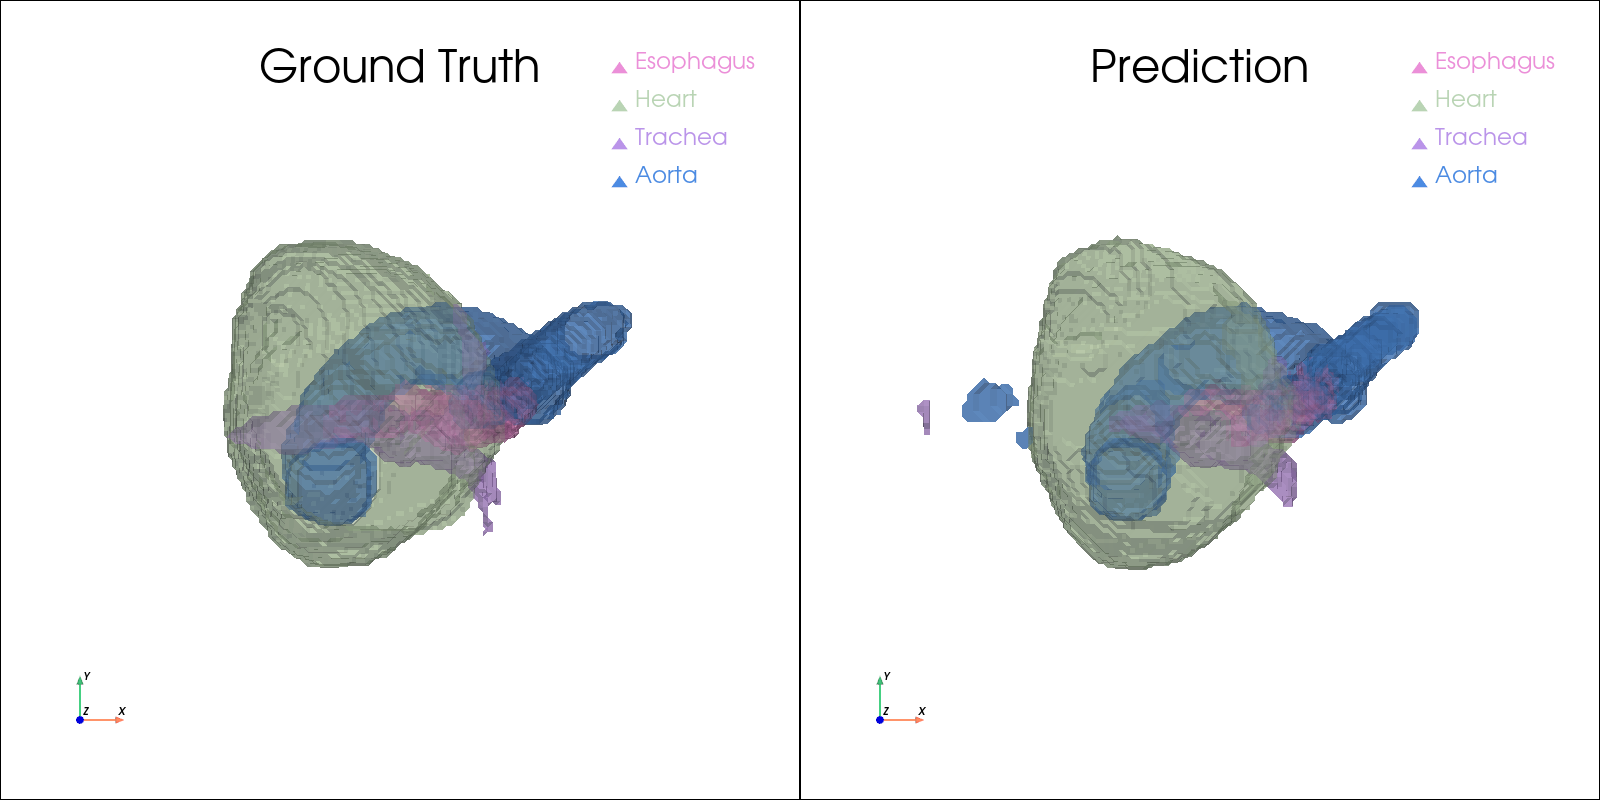 Ground Truth
Esophagus
Heart
Trachea
Aorta
Y
Z
X
Prediction
Esophagus
Heart
Trachea
Aorta
Y
Z
X